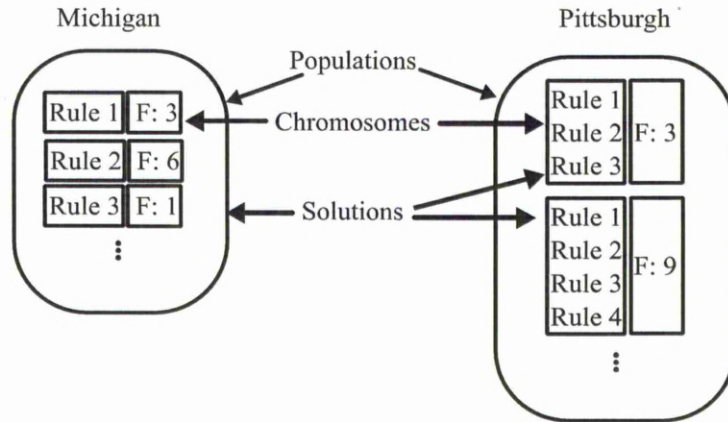 Michigan
Pittsburgh
Populations
Chromosomes
Solutions
Rule 1 F: 3
Rule 2 F: 6
Rule 3 F: 1
Rule 1
Rule 2
Rule 3
F: 3
Rule 1
Rule 2
Rule 3
Rule 4
F: 9